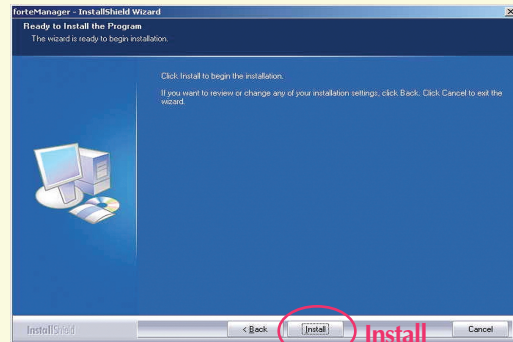 forteManager - InstallShield Wizard
Ready to Install the Program
The wizard is ready to begin installation.
Click Install to begin the installation.
If you want to review or change any of your installation settings, click Back. Click Cancel to exit the
wizard.
InstallShield
< Back Install Install Cancel